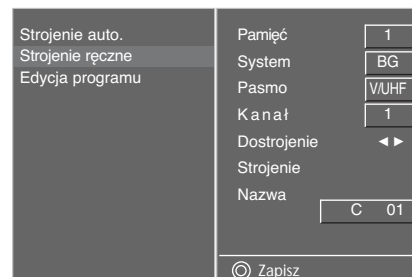 Strojenie auto.
Strojenie ręczne
Edycja programu
Pamięć 1
System BG
Pasmo V/UHF
Kanał 1
Dostrojenie ◄►
Strojenie
Nazwa
C 01
Zapisz